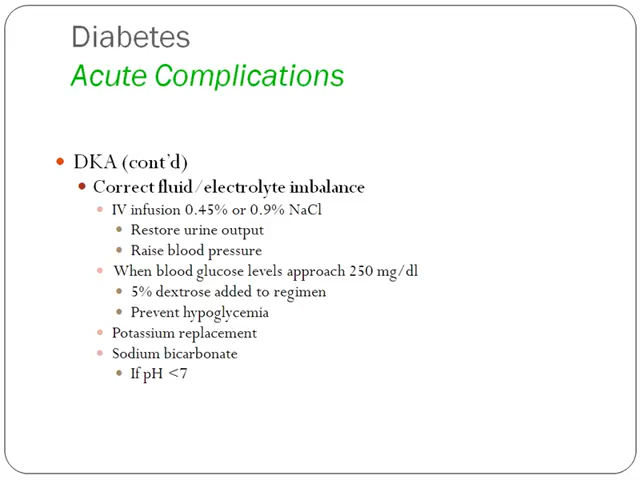 Diabetes
Acute Complications
DKA (cont'd)
Correct fluid/electrolyte imbalance
IV infusion 0.45% or 0.9% NaCl
Restore urine output
Raise blood pressure
When blood glucose levels approach 250 mg/dl
5% dextrose added to regimen
Prevent hypoglycemia
Potassium replacement
Sodium bicarbonate
If pH <7